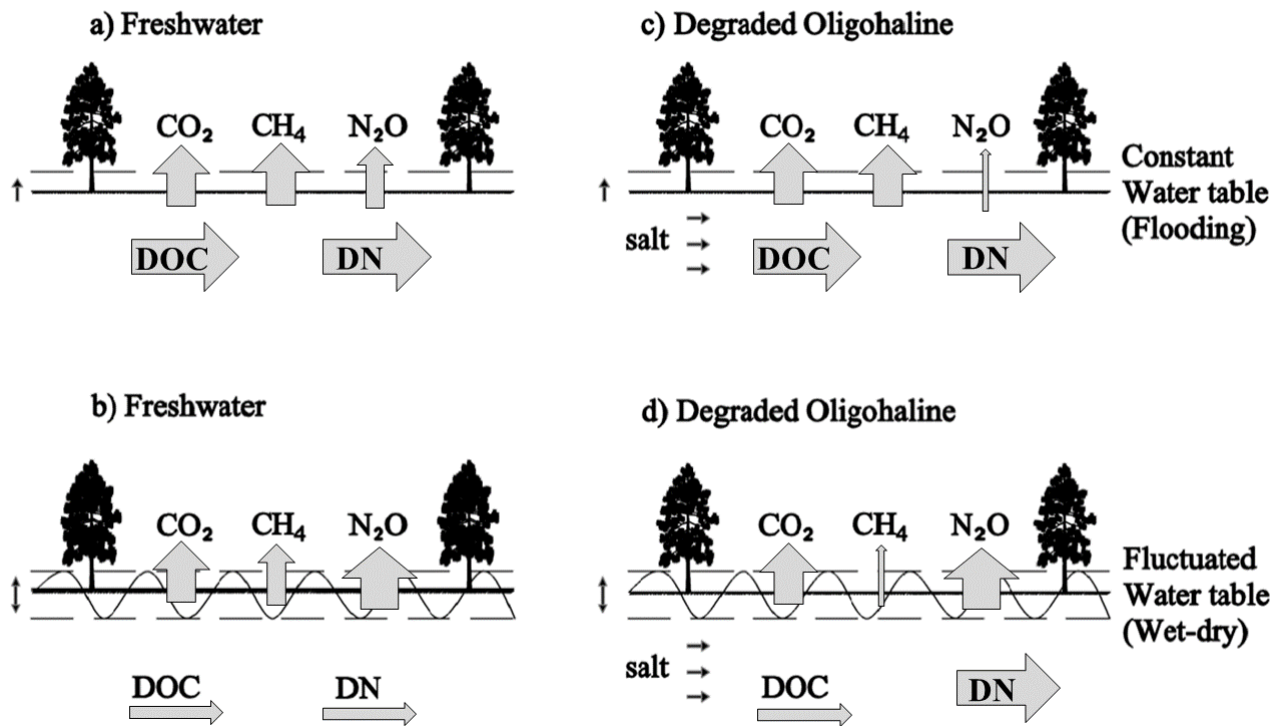 a) Freshwater
CO₂ CH₄ N₂O
DOC DN
c) Degraded Oligohaline
CO₂ CH₄ N₂O
Constant
Water table
(Flooding)
salt
DOC DN
b) Freshwater
CO₂ CH₄ N₂O
DOC DN
d) Degraded Oligohaline
CO₂ CH₄ N₂O
Fluctuated
Water table
(Wet-dry)
salt
DOC DN